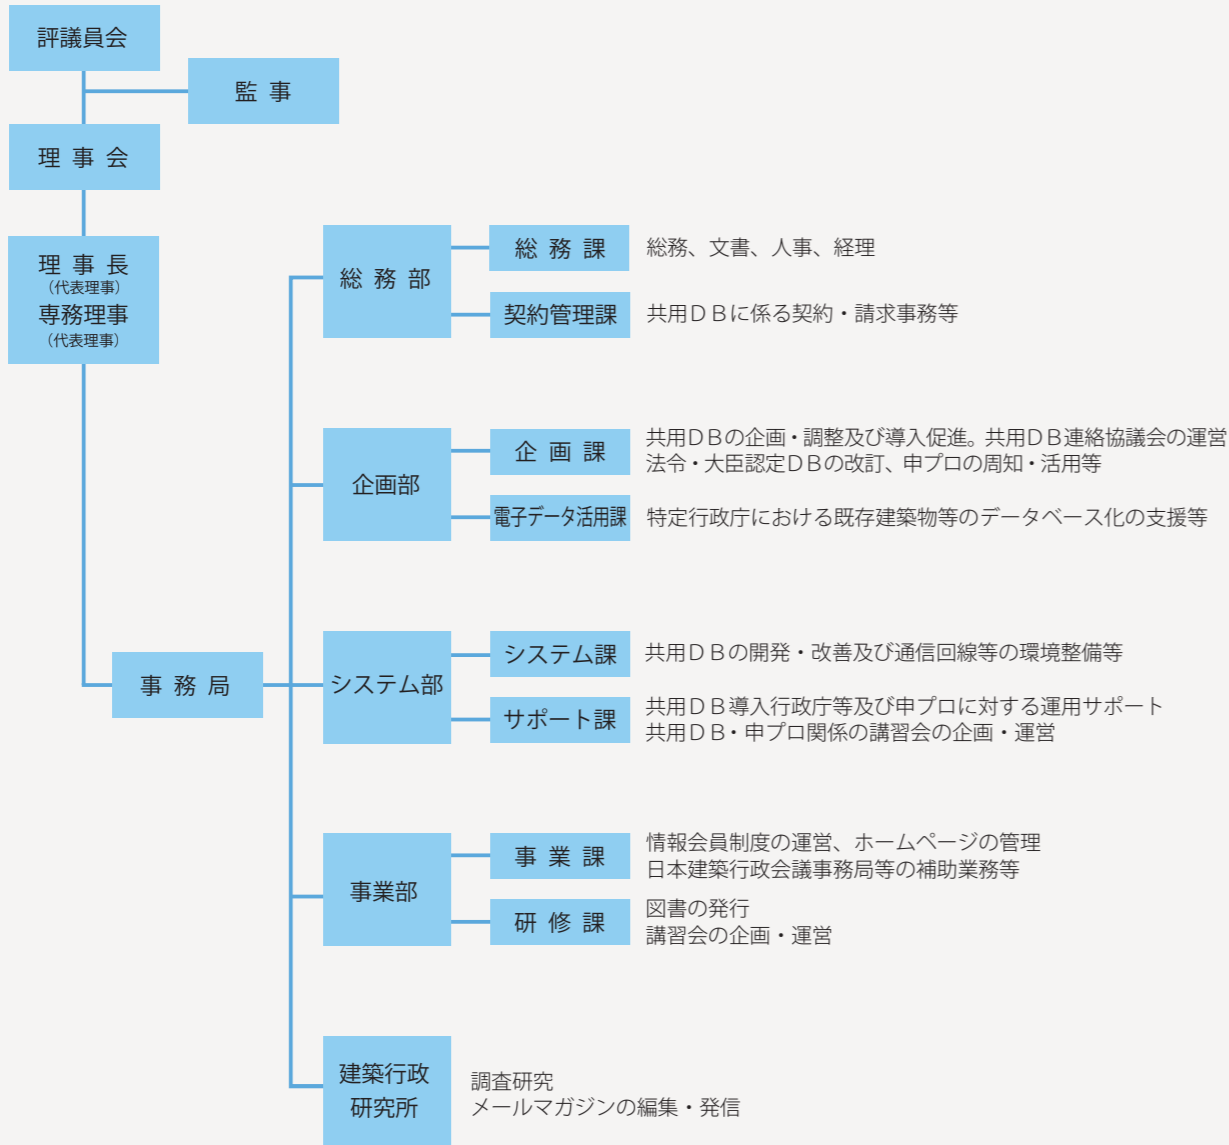 評議員会
監 事
理 事 会
理 事 長
（代表理事）
専務理事
（代表理事）
事 務 局
総 務 部
総 務 課
総務、文書、人事、経理
契約管理課
共用ＤＢに係る契約・請求事務等
企画部
企 画 課
共用ＤＢの企画・調整及び導入促進。共用ＤＢ連絡協議会の運営
法令・大臣認定ＤＢの改訂、申プロの周知・活用等
電子データ活用課
特定行政庁における既存建築物等のデータベース化の支援等
システム部
システム課
共用ＤＢの開発・改善及び通信回線等の環境整備等
サポート課
共用ＤＢ導入行政庁等及び申プロに対する運用サポート
共用ＤＢ・申プロ関係の講習会の企画・運営
事業部
事 業 課
情報会員制度の運営、ホームページの管理
日本建築行政会議事務局等の補助業務等
研 修 課
図書の発行
講習会の企画・運営
建築行政
研究所
調査研究
メールマガジンの編集・発信